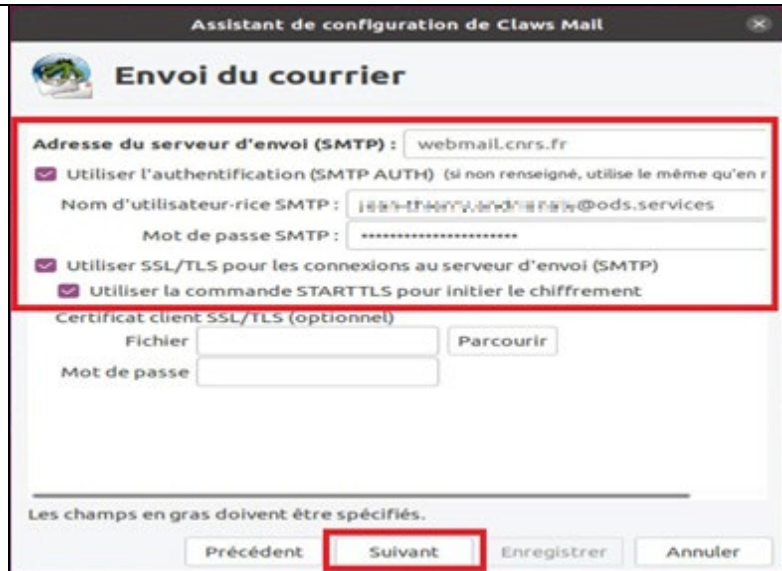 Assistant de configuration de Claws Mail
Envoi du courrier
Adresse du serveur d'envoi (SMTP) : webmail.cnrs.fr
Utiliser l'authentification (SMTP AUTH) (si non renseigné, utilise le même qu'en r
Nom d'utilisateur-rice SMTP : @ods.services
Mot de passe SMTP : ••••••••••••••••••••••
Utiliser SSL/TLS pour les connexions au serveur d'envoi (SMTP)
Utiliser la commande STARTTLS pour initier le chiffrement
Certificat client SSL/TLS (optionnel)
Fichier Parcourir
Mot de passe
Les champs en gras doivent être spécifiés.
Précédent Suivant Enregistrer Annuler